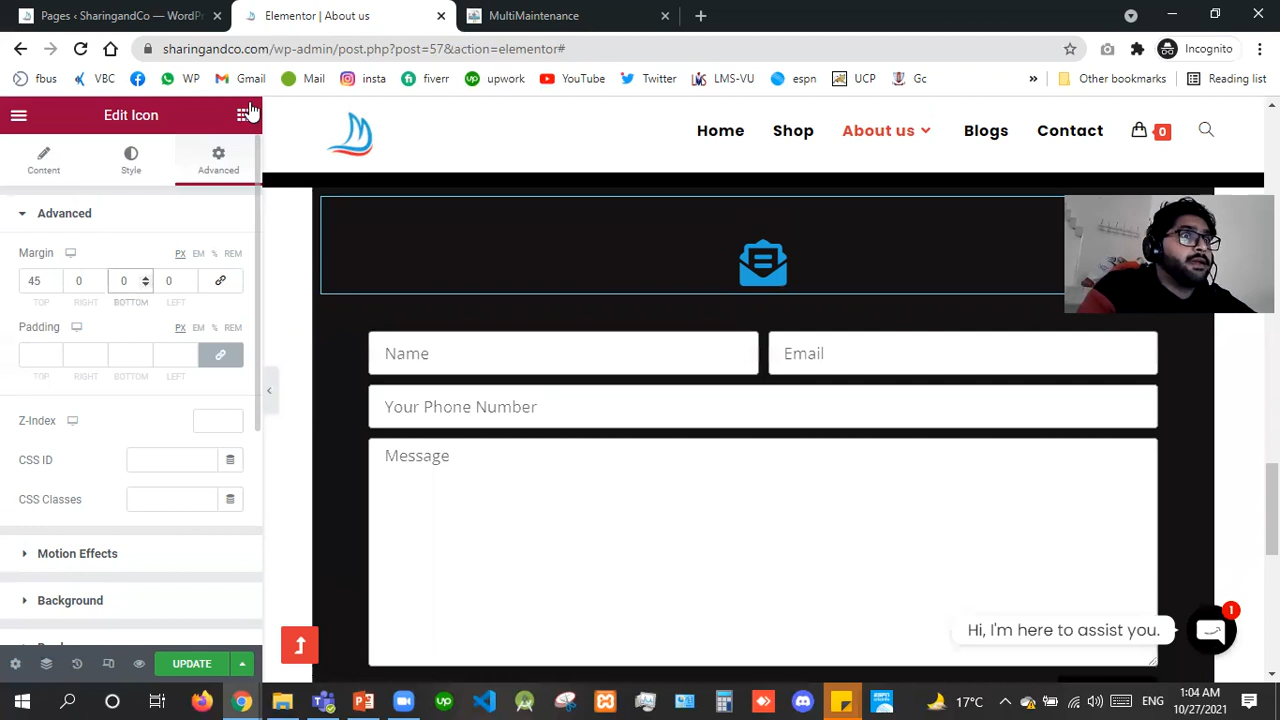 Pages ‹ SharingandCo — WordP
Elementor | About us
MultiMaintenance
sharingandco.com/wp-admin/post.php?post=57&action=elementor#
Incognito
fbus
VBC
WP
Gmail
Mail
insta
fiverr
upwork
YouTube
Twitter
LMS-VU
espn
UCP
Gc
»
Other bookmarks
Reading list
Edit Icon
Home
Shop
About us
Blogs
Contact
0
Content
Style
Advanced
Advanced
Margin
PX EM % REM
45 0 0 0
TOP RIGHT BOTTOM LEFT
Padding
PX EM % REM
TOP RIGHT BOTTOM LEFT
Z-Index
CSS ID
CSS Classes
Motion Effects
Background
UPDATE
Name
Email
Your Phone Number
Message
Hi, I'm here to assist you.
1
17°C
ENG
1:04 AM
10/27/2021